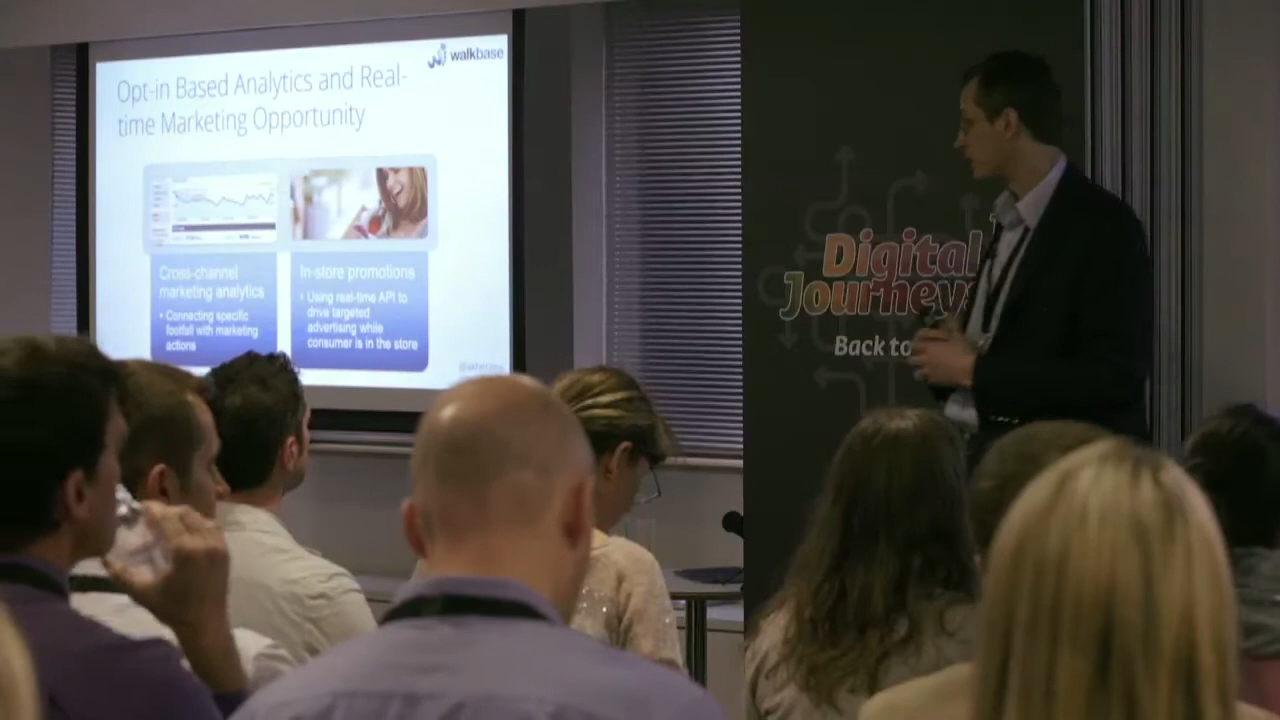 walkbase
Opt-in Based Analytics and Real-
time Marketing Opportunity
Cross-channel
marketing analytics
• Connecting specific
footfall with marketing
actions
In-store promotions
• Using real-time API to
drive targeted
advertising while
consumer is in the store
Digital
Journeys
Back to